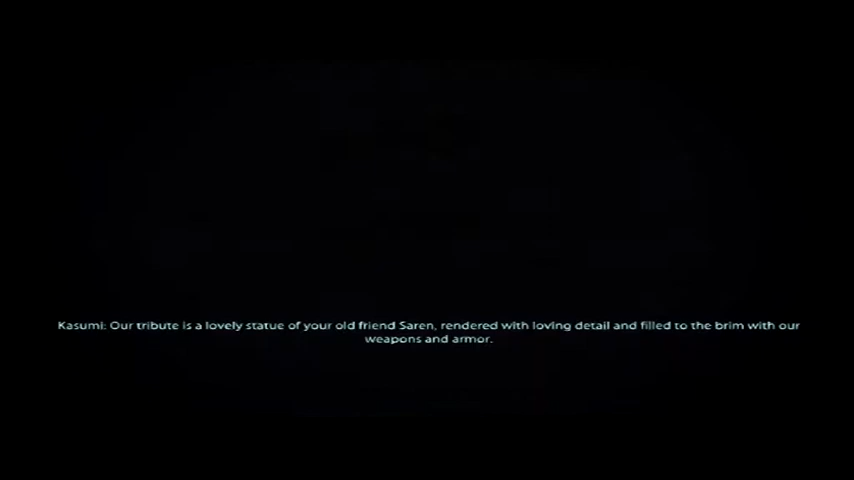 Kasumi: Our tribute is a lovely statue of your old friend Saren, rendered with loving detail and filled to the brim with our
weapons and armor.